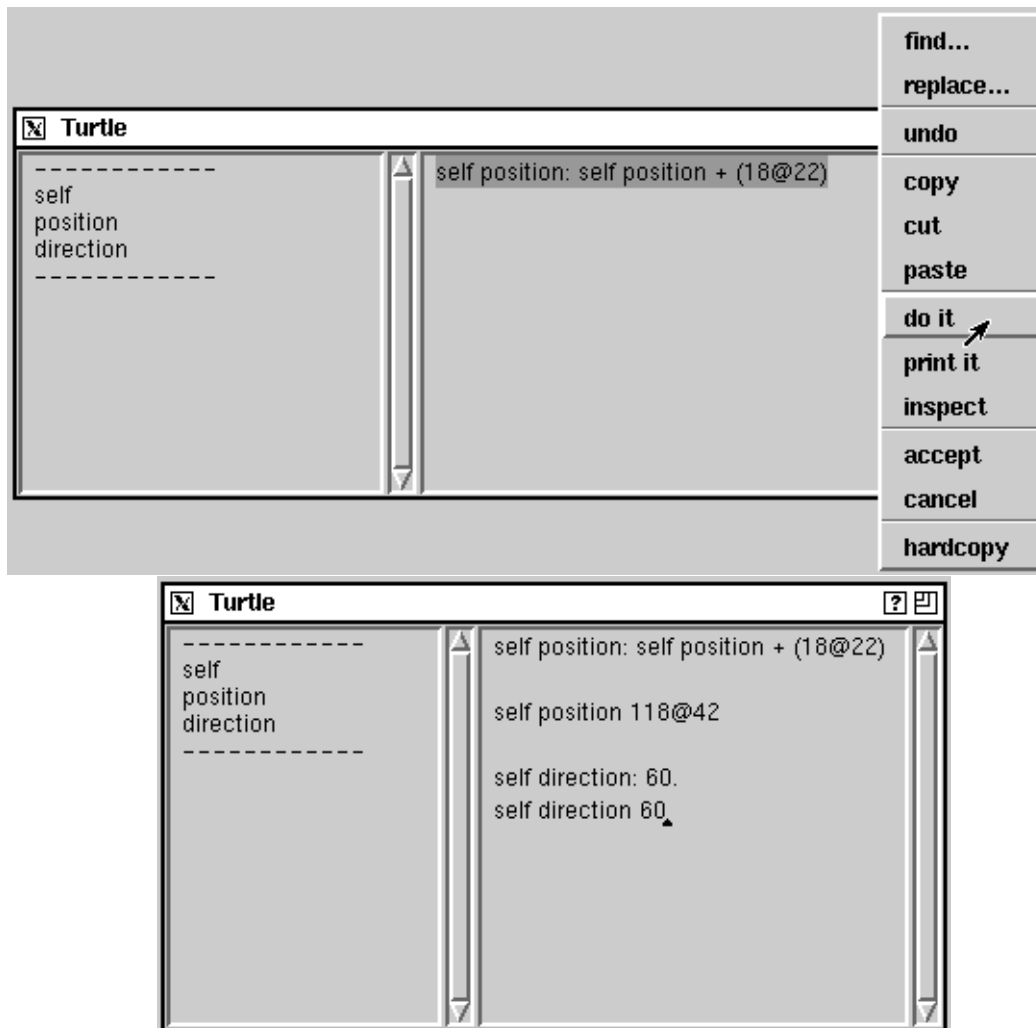 find...
replace...
Turtle
undo
------------
self
position
direction
------------
self position: self position + (18@22)
copy
cut
paste
do it
print it
inspect
accept
cancel
hardcopy
Turtle
?
------------
self
position
direction
------------
self position: self position + (18@22)
self position 118@42
self direction: 60.
self direction 60